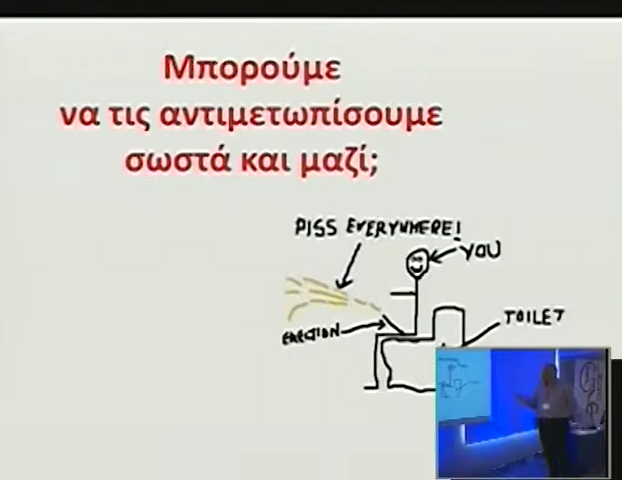 Μπορούμε
να τις αντιμετωπίσουμε
σωστά και μαζί;
PISS EVERYWHERE!
YOU
TOILET
ERECTION